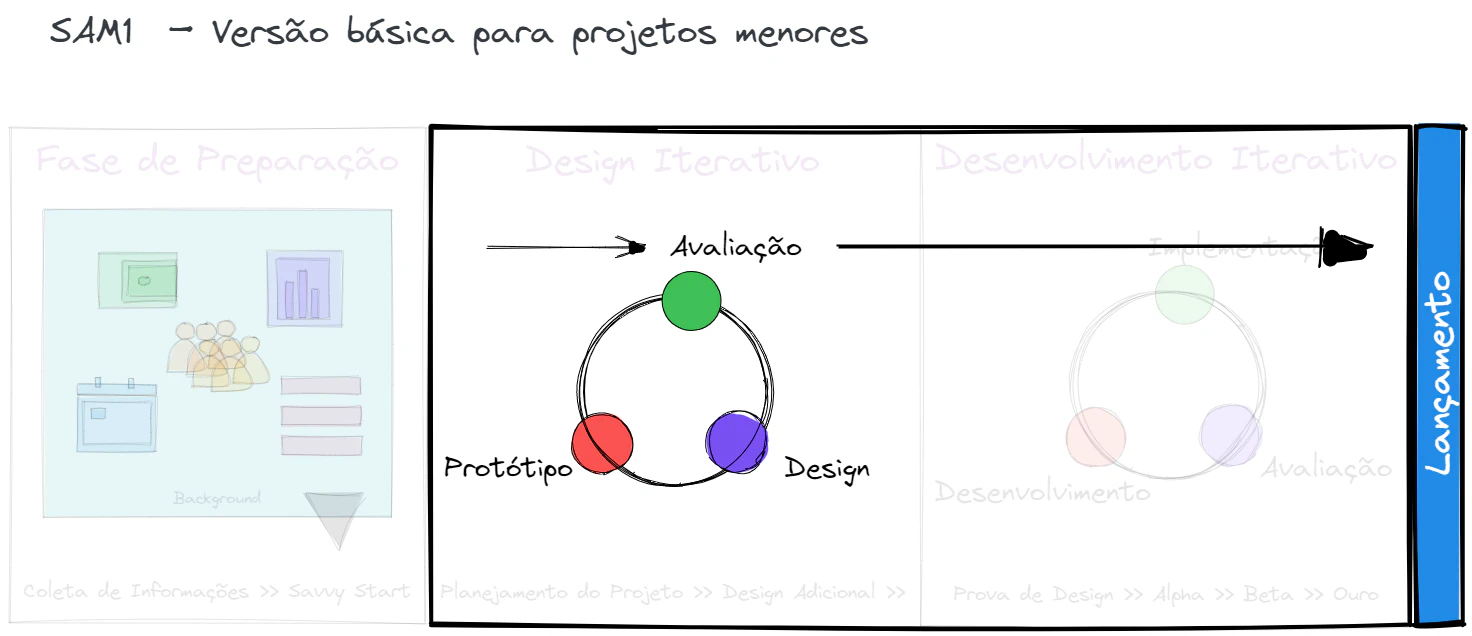 SAM1 - Versão básica para projetos menores
Fase de Preparação
Design Iterativo
Desenvolvimento Iterativo
Avaliação
Protótipo
Design
Desenvolvimento
Avaliação
Background
Coleta de Informações >> Savvy Start
Planejamento do Projeto >> Design Adicional >>
Prova de Design >> Alpha >> Beta >> Ouro
Lançamento